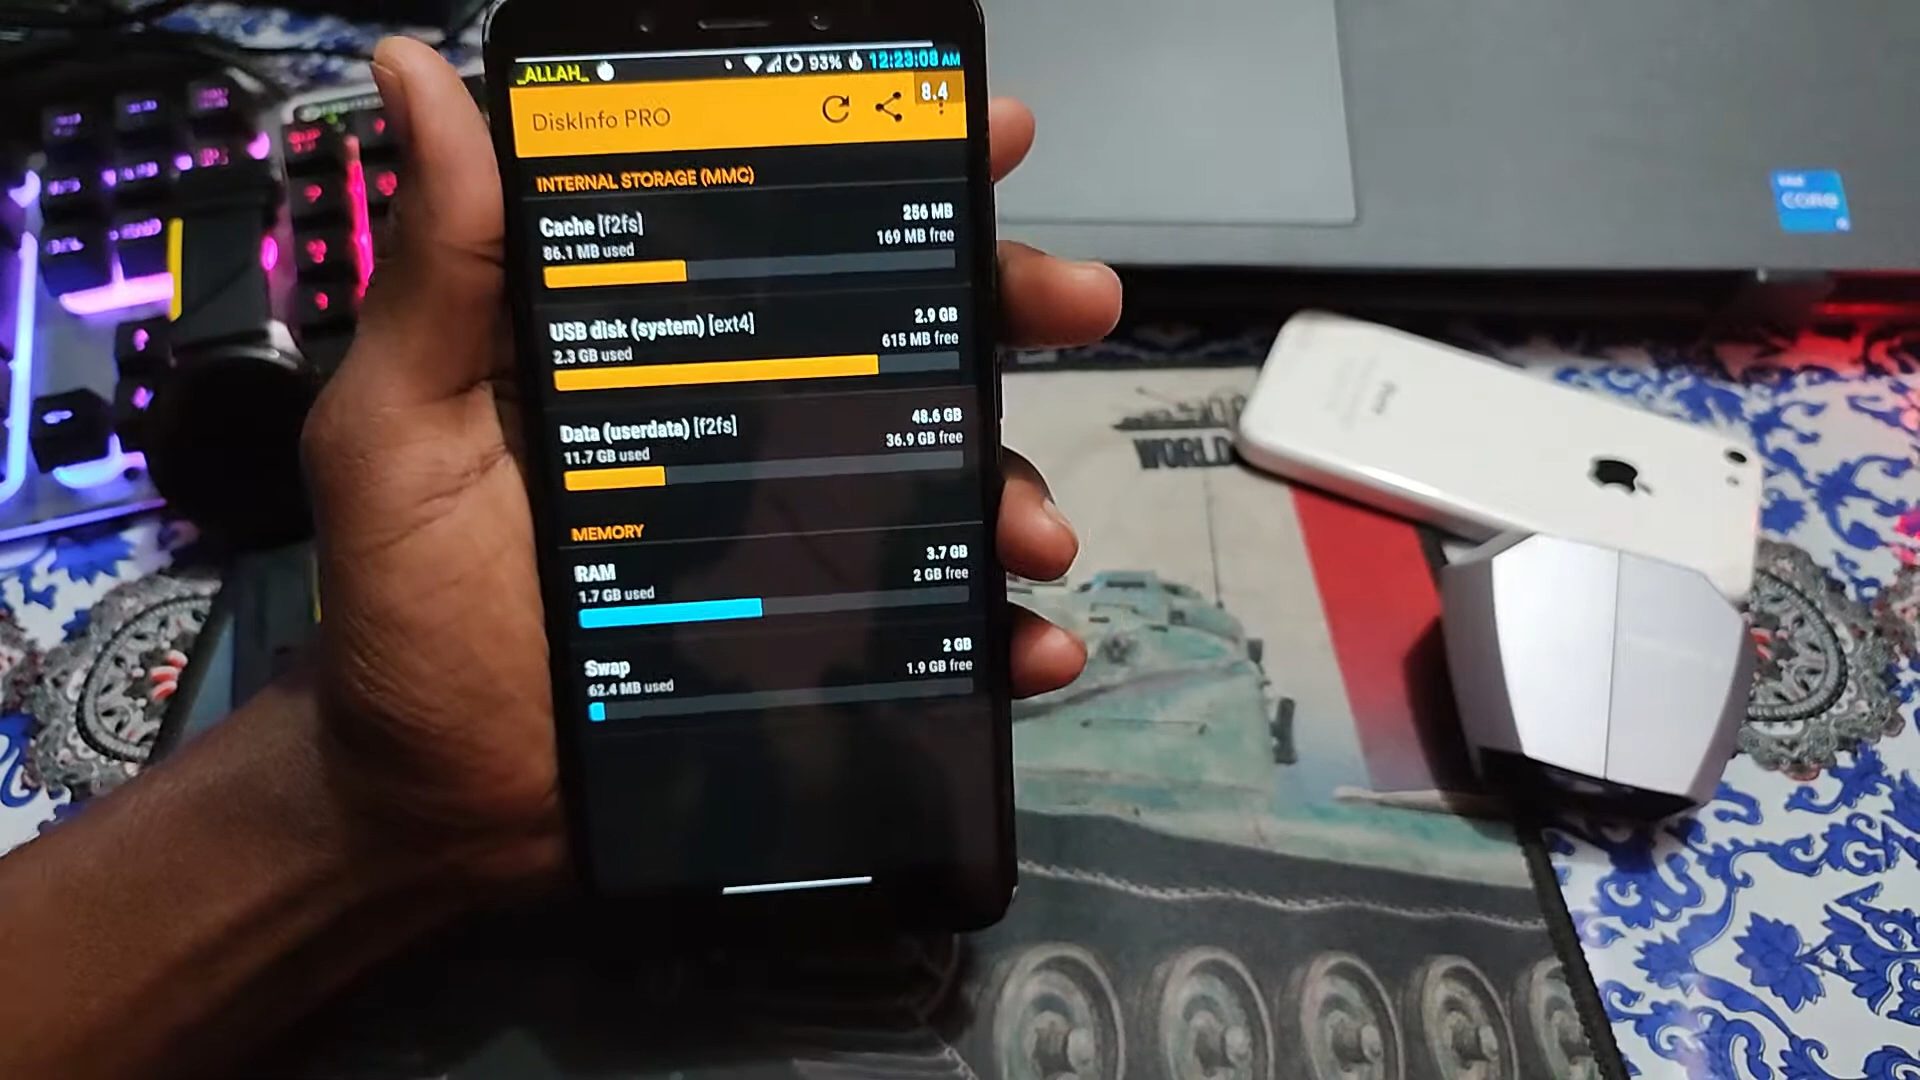 _ALLAH_ 93% 12:23:08 AM
8.4
DiskInfo PRO
INTERNAL STORAGE (MMC)
Cache [f2fs] 256 MB
86.1 MB used 169 MB free
USB disk (system) [ext4] 2.9 GB
2.3 GB used 615 MB free
Data (userdata) [f2fs] 48.6 GB
11.7 GB used 36.9 GB free
MEMORY
RAM 3.7 GB
1.7 GB used 2 GB free
Swap 2 GB
62.4 MB used 1.9 GB free
CORE
WORLD
iPhone